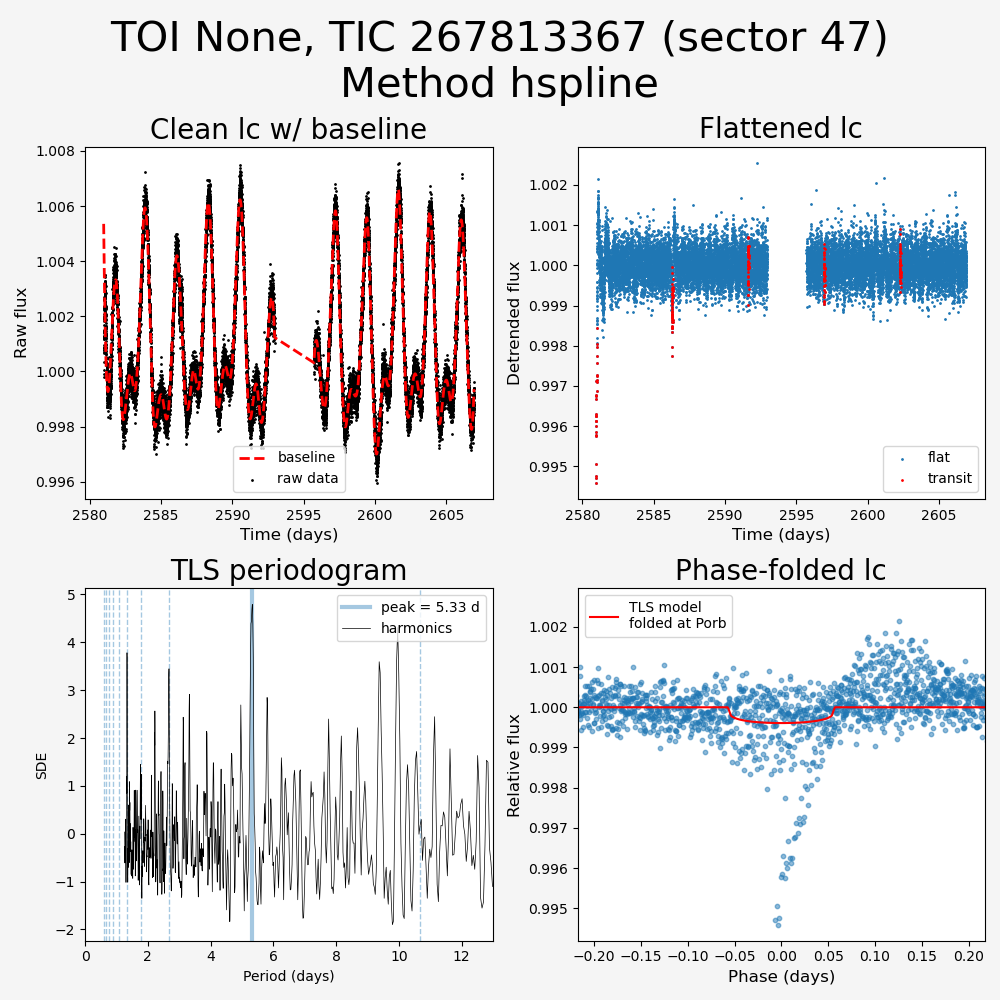 TOI None, TIC 267813367 (sector 47)
Method hspline
Clean lc w/ baseline
Raw flux
1.008
1.006
1.004
1.002
1.000
0.998
0.996
baseline
raw data
2580 2585 2590 2595 2600 2605
Time (days)
Flattened lc
Detrended flux
1.002
1.001
1.000
0.999
0.998
0.997
0.996
0.995
flat
transit
2580 2585 2590 2595 2600 2605
Time (days)
TLS periodogram
SDE
5
4
3
2
1
0
−1
−2
peak = 5.33 d
harmonics
0 2 4 6 8 10 12
Period (days)
Phase-folded lc
Relative flux
TLS model
folded at Porb
1.002
1.001
1.000
0.999
0.998
0.997
0.996
0.995
−0.20 −0.15 −0.10 −0.05 0.00 0.05 0.10 0.15 0.20
Phase (days)